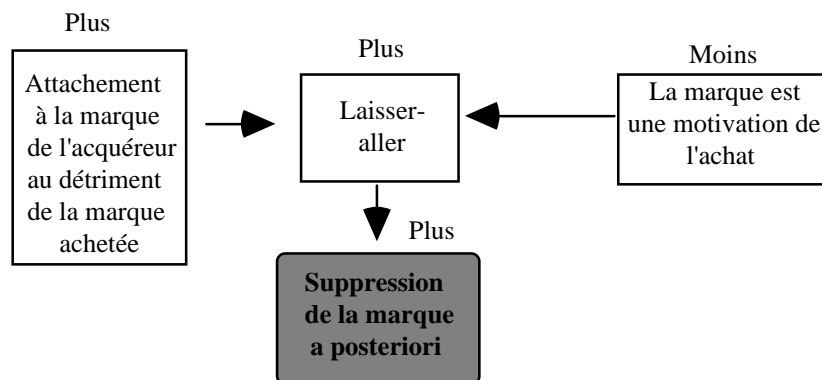 Plus
Attachement
à la marque
de l'acquéreur
au détriment
de la marque
achetée
Plus
Laisser-
aller
Moins
La marque est
une motivation de
l'achat
Plus
Suppression
de la marque
a posteriori